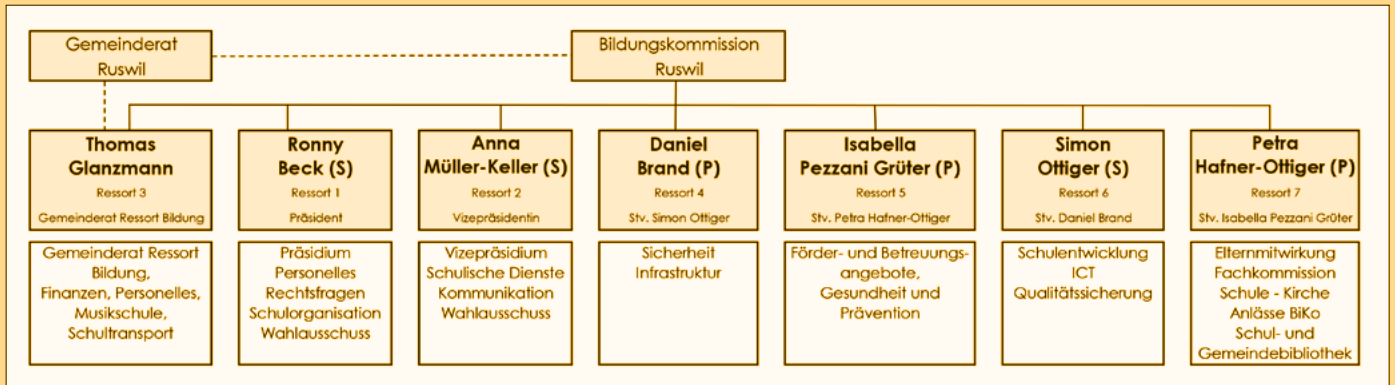 Gemeinderat
Ruswil
Bildungskommission
Ruswil
Thomas
Glanzmann
Ressort 3
Gemeinderat Ressort Bildung
Gemeinderat Ressort
Bildung,
Finanzen, Personelles,
Musikschule,
Schultransport
Ronny
Beck (S)
Ressort 1
Präsident
Präsidium
Personelles
Rechtsfragen
Schulorganisation
Wahlausschuss
Anna
Müller-Keller (S)
Ressort 2
Vizepräsidentin
Vizepräsidium
Schulische Dienste
Kommunikation
Wahlausschuss
Daniel
Brand (P)
Ressort 4
Stv. Simon Ottiger
Sicherheit
Infrastruktur
Isabella
Pezzani Grüter (P)
Ressort 5
Stv. Petra Hafner-Ottiger
Förder- und Betreuungs-
angebote,
Gesundheit und
Prävention
Simon
Ottiger (S)
Ressort 6
Stv. Daniel Brand
Schulentwicklung
ICT
Qualitätssicherung
Petra
Hafner-Ottiger (P)
Ressort 7
Stv. Isabella Pezzani Grüter
Elternmitwirkung
Fachkommission
Schule - Kirche
Anlässe BiKo
Schul- und
Gemeindebibliothek